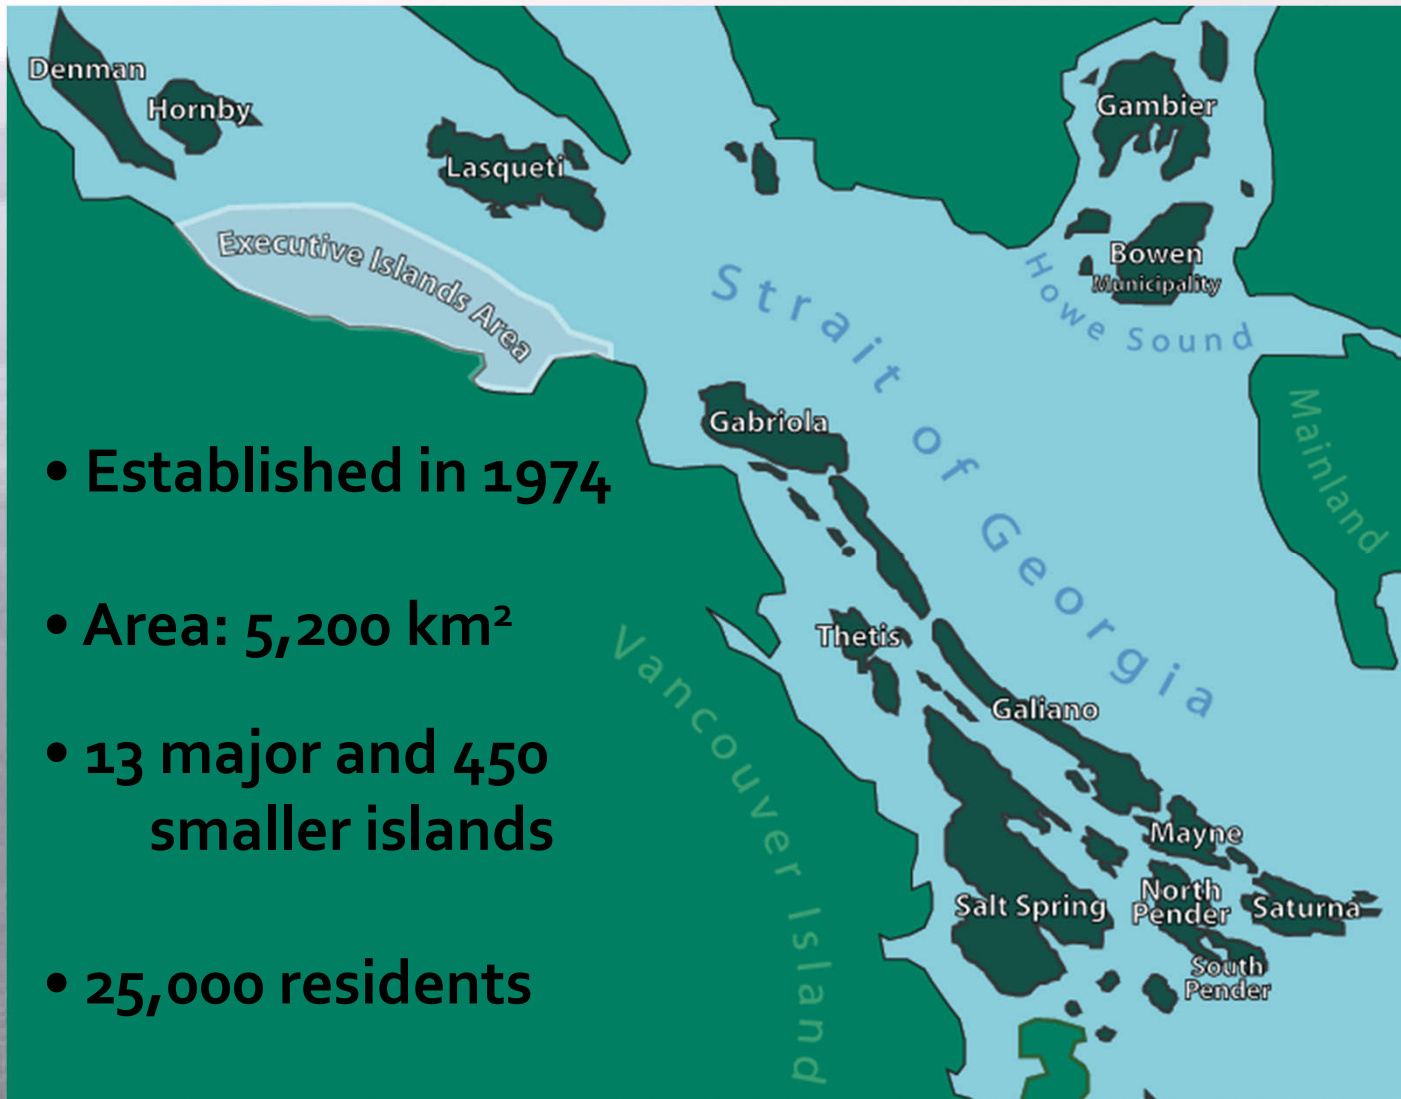 Denman
Hornby
Lasqueti
Gambier
Bowen
Municipality
Executive Islands Area
Strait of Georgia
Howe Sound
Mainland
Gabriola
• Established in 1974
• Area: 5,200 km²
Vancouver Island
Thetis
Galiano
• 13 major and 450
smaller islands
Mayne
Salt Spring
North
Pender
Saturna
South
Pender
• 25,000 residents